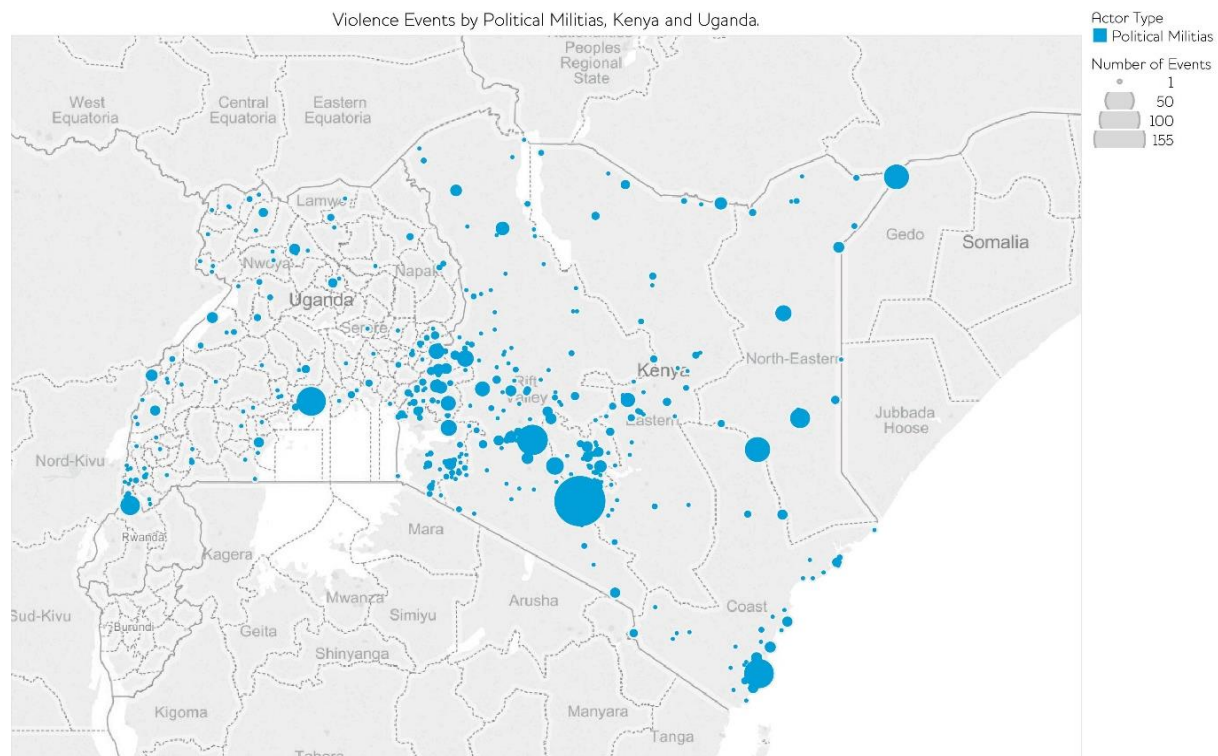 Violence Events by Political Militias, Kenya and Uganda.
Actor Type
Political Militias
Number of Events
1
50
100
155
Peoples
Regional
State
West
Equatoria
Central
Equatoria
Eastern
Equatoria
Gedo
Somalia
Napak
Uganda
Serere
Kenya
North-Eastern
Rift
Valley
Eastern
Jubbada
Hoose
Nord-Kivu
Rwanda
Mara
Kagera
Mwanza
Simiyu
Arusha
Coast
Sud-Kivu
Burundi
Geita
Shinyanga
Kigoma
Manyara
Tanga